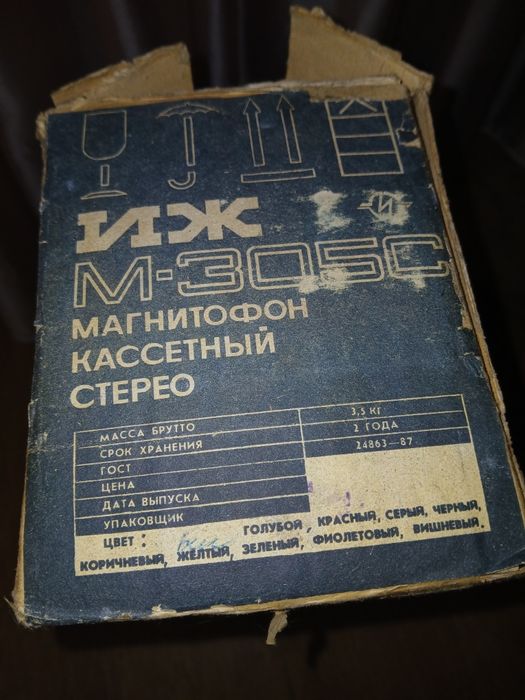 ИЖ
М-305С
МАГНИТОФОН
КАССЕТНЫЙ
СТЕРЕО
МАССА БРУТТО 3,5 КГ
СРОК ХРАНЕНИЯ 2 ГОДА
ГОСТ 24863—87
ЦЕНА
ДАТА ВЫПУСКА
УПАКОВЩИК
ЦВЕТ : ГОЛУБОЙ, КРАСНЫЙ, СЕРЫЙ, ЧЕРНЫЙ,
КОРИЧНЕВЫЙ, ЖЕЛТЫЙ, ЗЕЛЕНЫЙ, ФИОЛЕТОВЫЙ, ВИШНЕВЫЙ.